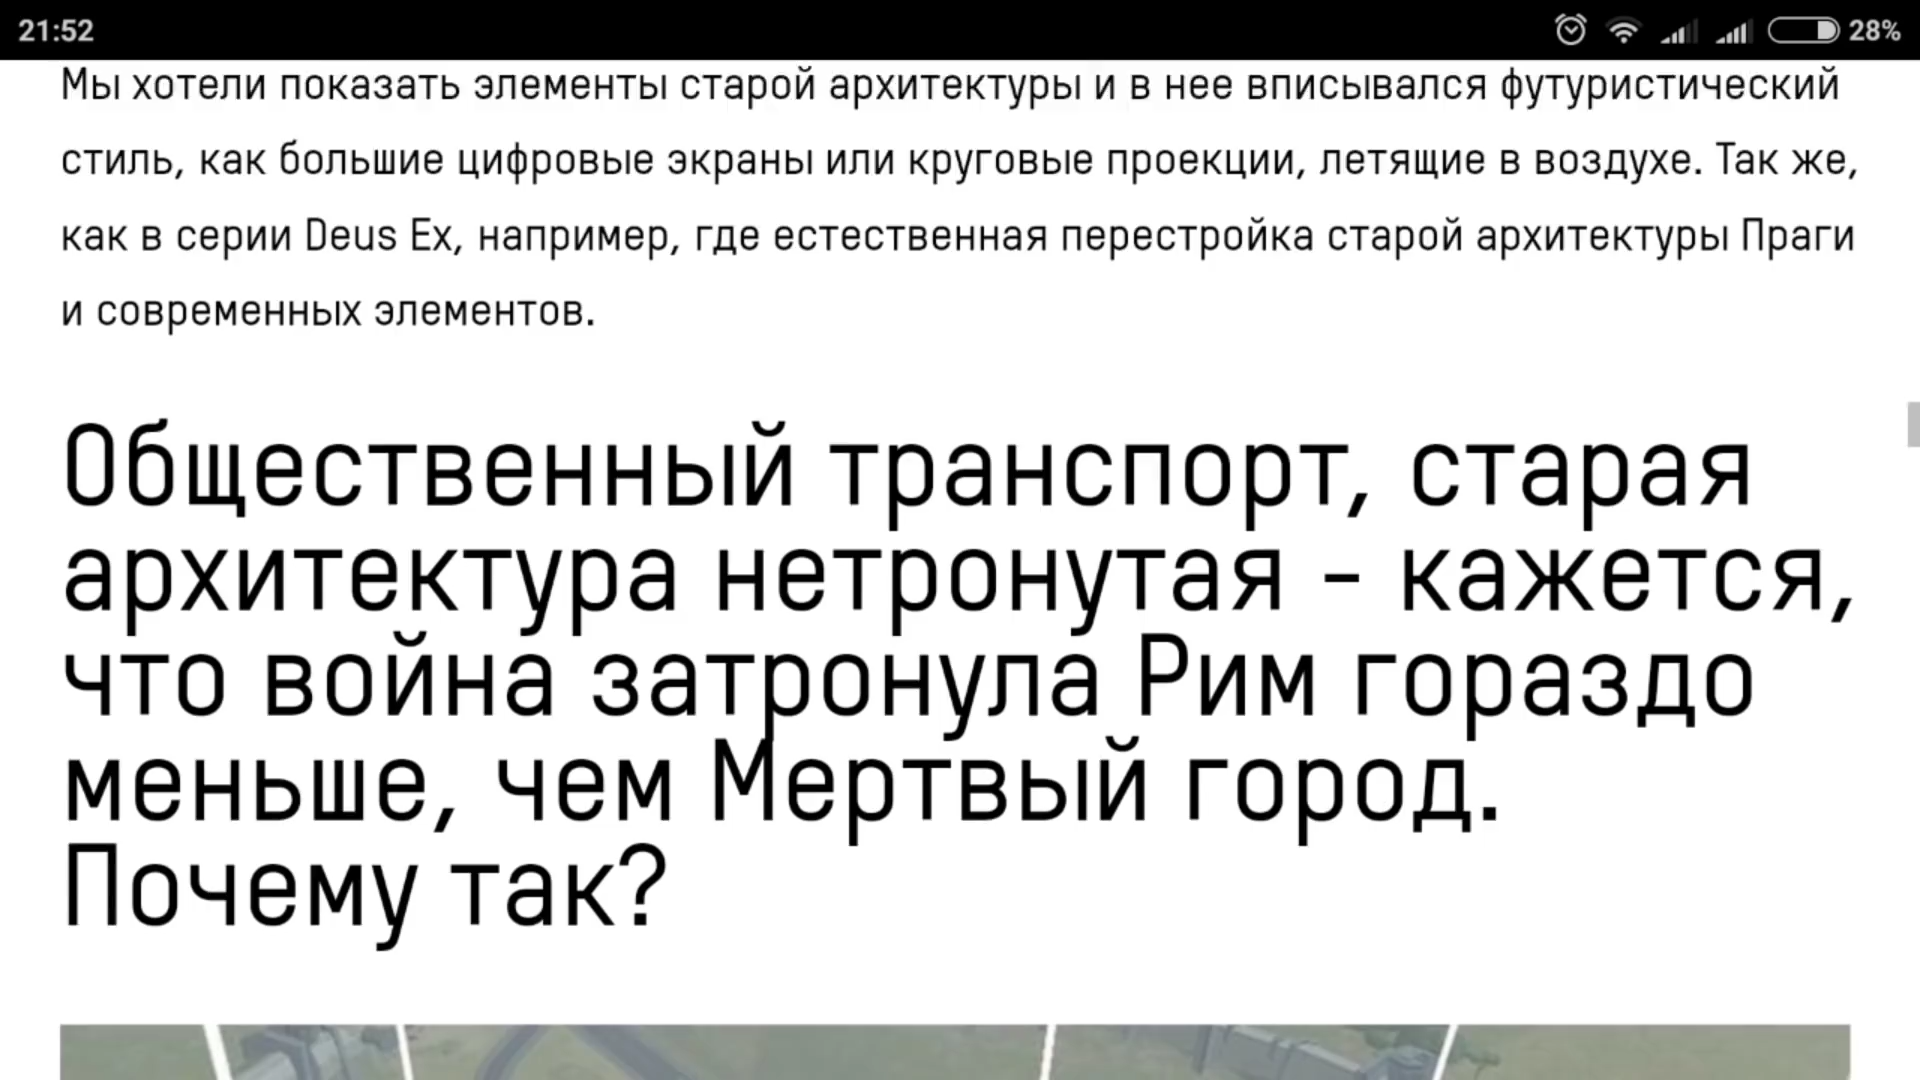 21:52
28%
Мы хотели показать элементы старой архитектуры и в нее вписывался футуристический
стиль, как большие цифровые экраны или круговые проекции, летящие в воздухе. Так же,
как в серии Deus Ex, например, где естественная перестройка старой архитектуры Праги
и современных элементов.
Общественный транспорт, старая
архитектура нетронутая - кажется,
что война затронула Рим гораздо
меньше, чем Мертвый город.
Почему так?